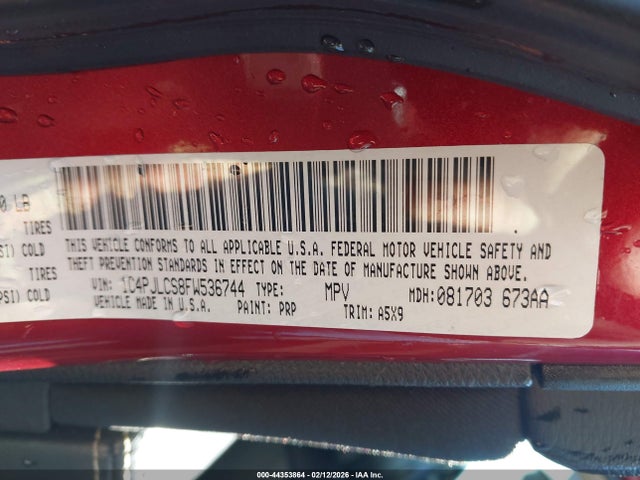 0 LB
TIRES
SI) COLD
TIRES
PSI) COLD
THIS VEHICLE CONFORMS TO ALL APPLICABLE U.S.A. FEDERAL MOTOR VEHICLE SAFETY AND
THEFT PREVENTION STANDARDS IN EFFECT ON THE DATE OF MANUFACTURE SHOWN ABOVE.
VIN: 1C4PJLCS8FW536744 TYPE: MPV MDH:081703 673AA
VEHICLE MADE IN U.S.A. PAINT: PRP TRIM: A5X9
000-44353864 - 02/12/2026 - IAA Inc.